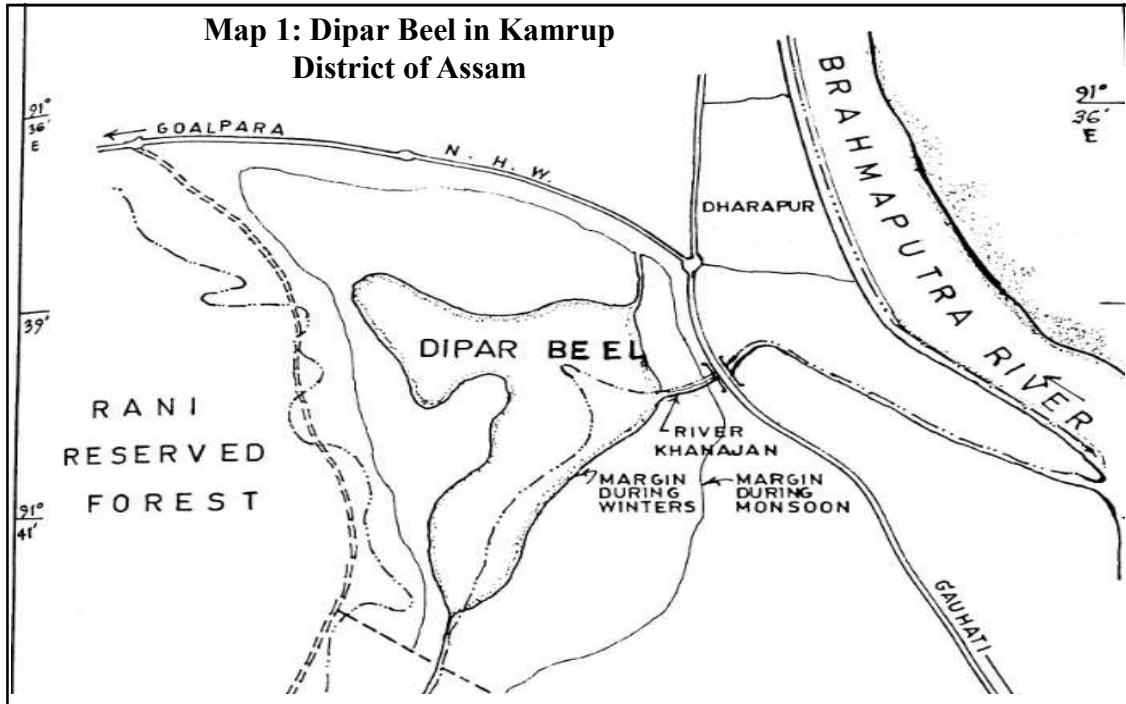 Map 1: Dipar Beel in Kamrup
District of Assam
91°
36'
E
GOALPARA
N. H. W.
91°
36'
E
BRAHMAPUTRA RIVER
DHARAPUR
39'
DIPAR BEEL
RANI
RESERVED
FOREST
RIVER
KHANAJAN
MARGIN
DURING
WINTERS
MARGIN
DURING
MONSOON
91°
41'
GAUHATI